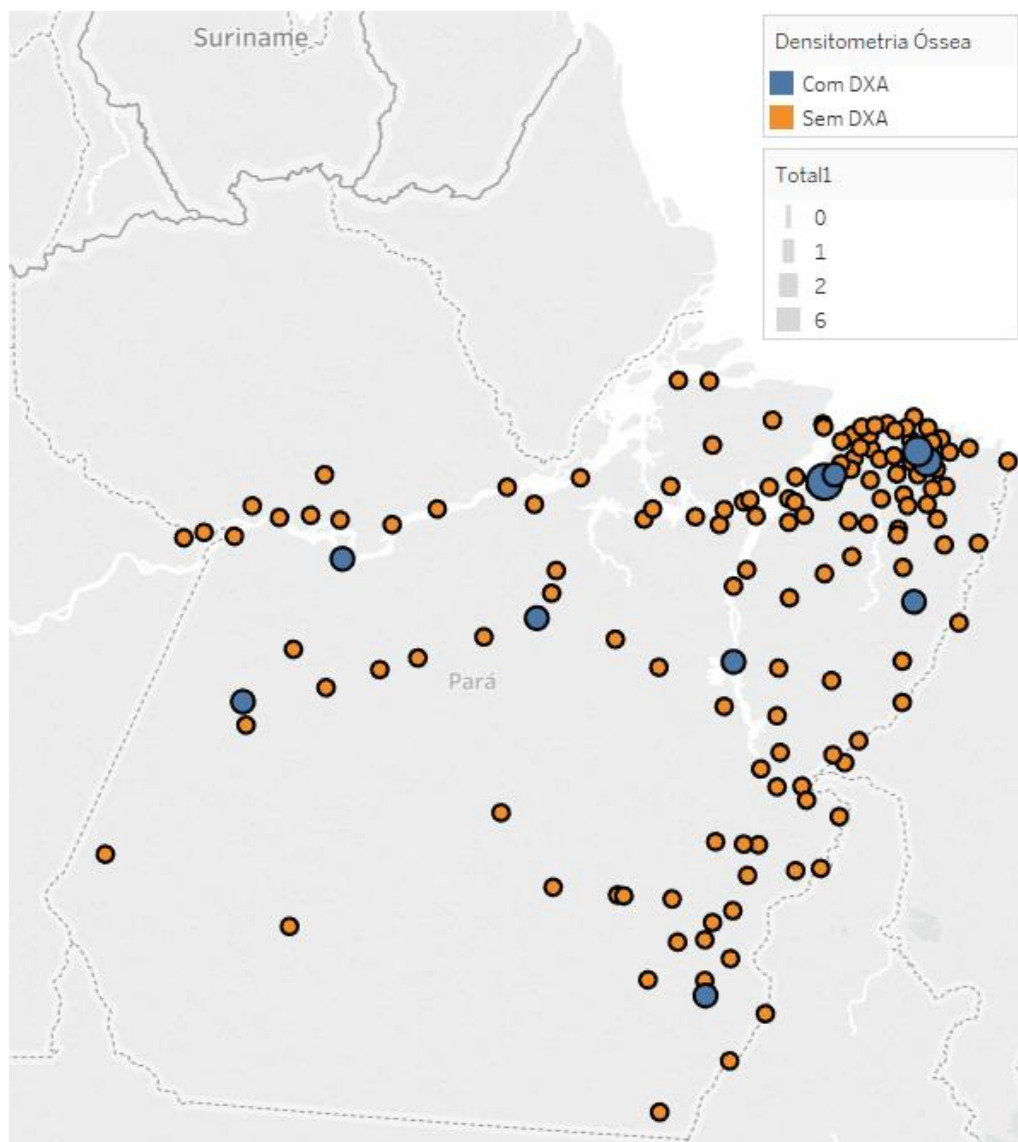 Suriname
Densitometria Óssea
Com DXA
Sem DXA
Total1
0
1
2
6
Pará